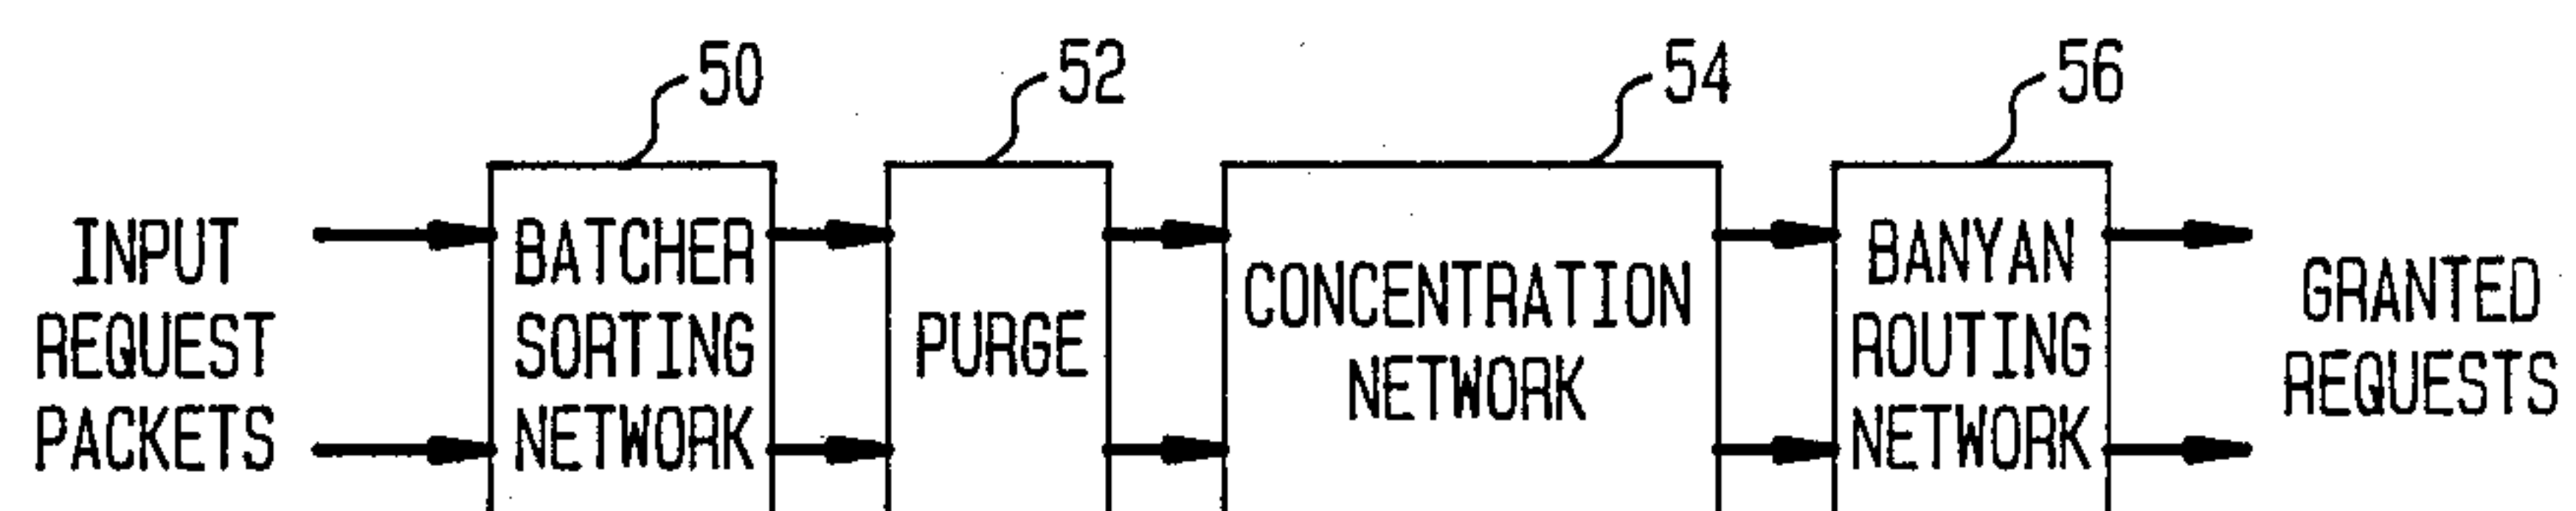 50
52
54
56
INPUT
REQUEST
PACKETS
BATCHER
SORTING
NETWORK
PURGE
CONCENTRATION
NETWORK
BANYAN
ROUTING
NETWORK
GRANTED
REQUESTS